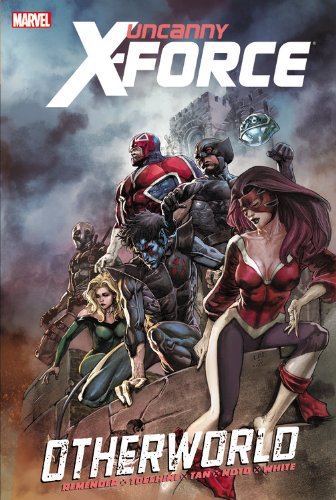 MARVEL
UNCANNY
X-FORCE
OTHERWORLD
REMENDER × TOCCHINI × TAN × NOTO × WHITE